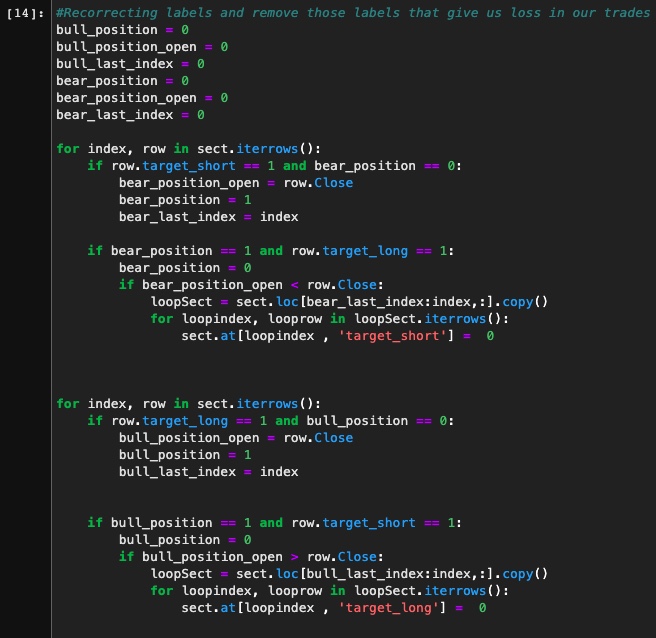 [14]: #Recorrecting labels and remove those labels that give us loss in our trades
bull_position = 0
bull_position_open = 0
bull_last_index = 0
bear_position = 0
bear_position_open = 0
bear_last_index = 0

for index, row in sect.iterrows():
    if row.target_short == 1 and bear_position == 0:
        bear_position_open = row.Close
        bear_position = 1
        bear_last_index = index

    if bear_position == 1 and row.target_long == 1:
        bear_position = 0
        if bear_position_open < row.Close:
            loopSect = sect.loc[bear_last_index:index,:].copy()
            for loopindex, looprow in loopSect.iterrows():
                sect.at[loopindex , 'target_short'] =  0

for index, row in sect.iterrows():
    if row.target_long == 1 and bull_position == 0:
        bull_position_open = row.Close
        bull_position = 1
        bull_last_index = index

    if bull_position == 1 and row.target_short == 1:
        bull_position = 0
        if bull_position_open > row.Close:
            loopSect = sect.loc[bull_last_index:index,:].copy()
            for loopindex, looprow in loopSect.iterrows():
                sect.at[loopindex , 'target_long'] =  0